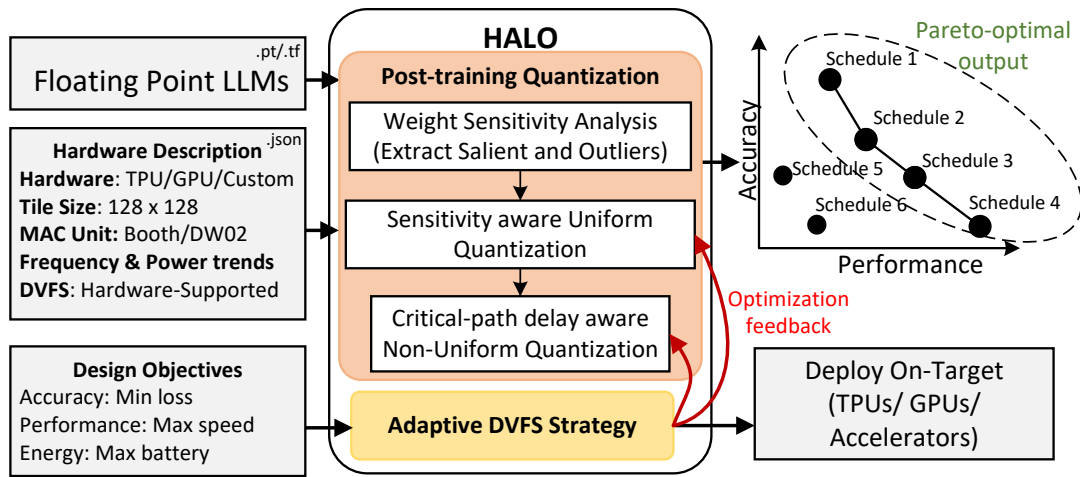 .pt/.tf
Floating Point LLMs
.json
Hardware Description
Hardware: TPU/GPU/Custom
Tile Size: 128 x 128
MAC Unit: Booth/DW02
Frequency & Power trends
DVFS: Hardware-Supported
Design Objectives
Accuracy: Min loss
Performance: Max speed
Energy: Max battery
HALO
Post-training Quantization
Weight Sensitivity Analysis
(Extract Salient and Outliers)
Sensitivity aware Uniform
Quantization
Critical-path delay aware
Non-Uniform Quantization
Adaptive DVFS Strategy
Optimization
feedback
Pareto-optimal
output
Accuracy
Schedule 1
Schedule 2
Schedule 3
Schedule 5
Schedule 4
Schedule 6
Performance
Deploy On-Target
(TPUs/ GPUs/
Accelerators)